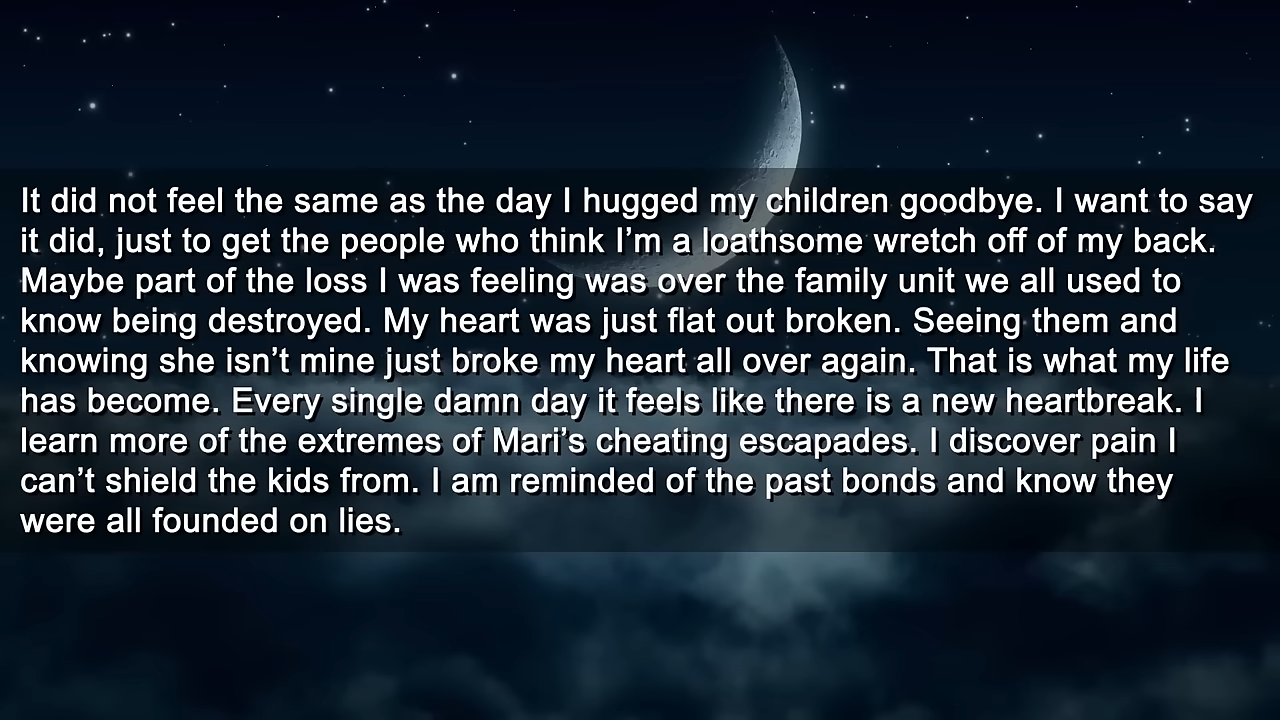 It did not feel the same as the day I hugged my children goodbye. I want to say
it did, just to get the people who think I’m a loathsome wretch off of my back.
Maybe part of the loss I was feeling was over the family unit we all used to
know being destroyed. My heart was just flat out broken. Seeing them and
knowing she isn’t mine just broke my heart all over again. That is what my life
has become. Every single damn day it feels like there is a new heartbreak. I
learn more of the extremes of Mari’s cheating escapades. I discover pain I
can’t shield the kids from. I am reminded of the past bonds and know they
were all founded on lies.